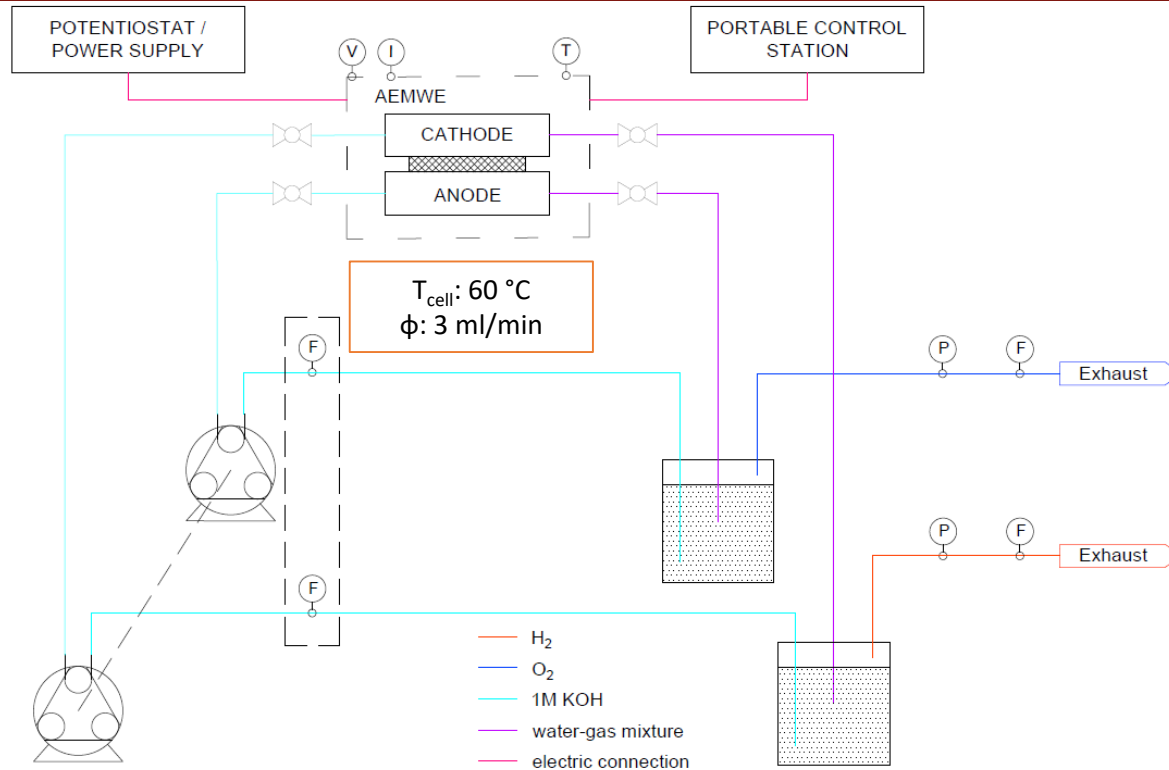 POTENTIOSTAT /
POWER SUPPLY
PORTABLE CONTROL
STATION
V
I
T
AEMWE
CATHODE
ANODE
Tcell: 60 °C
ϕ: 3 ml/min
F
P
F
Exhaust
P
F
Exhaust
F
H2
O2
1M KOH
water-gas mixture
electric connection